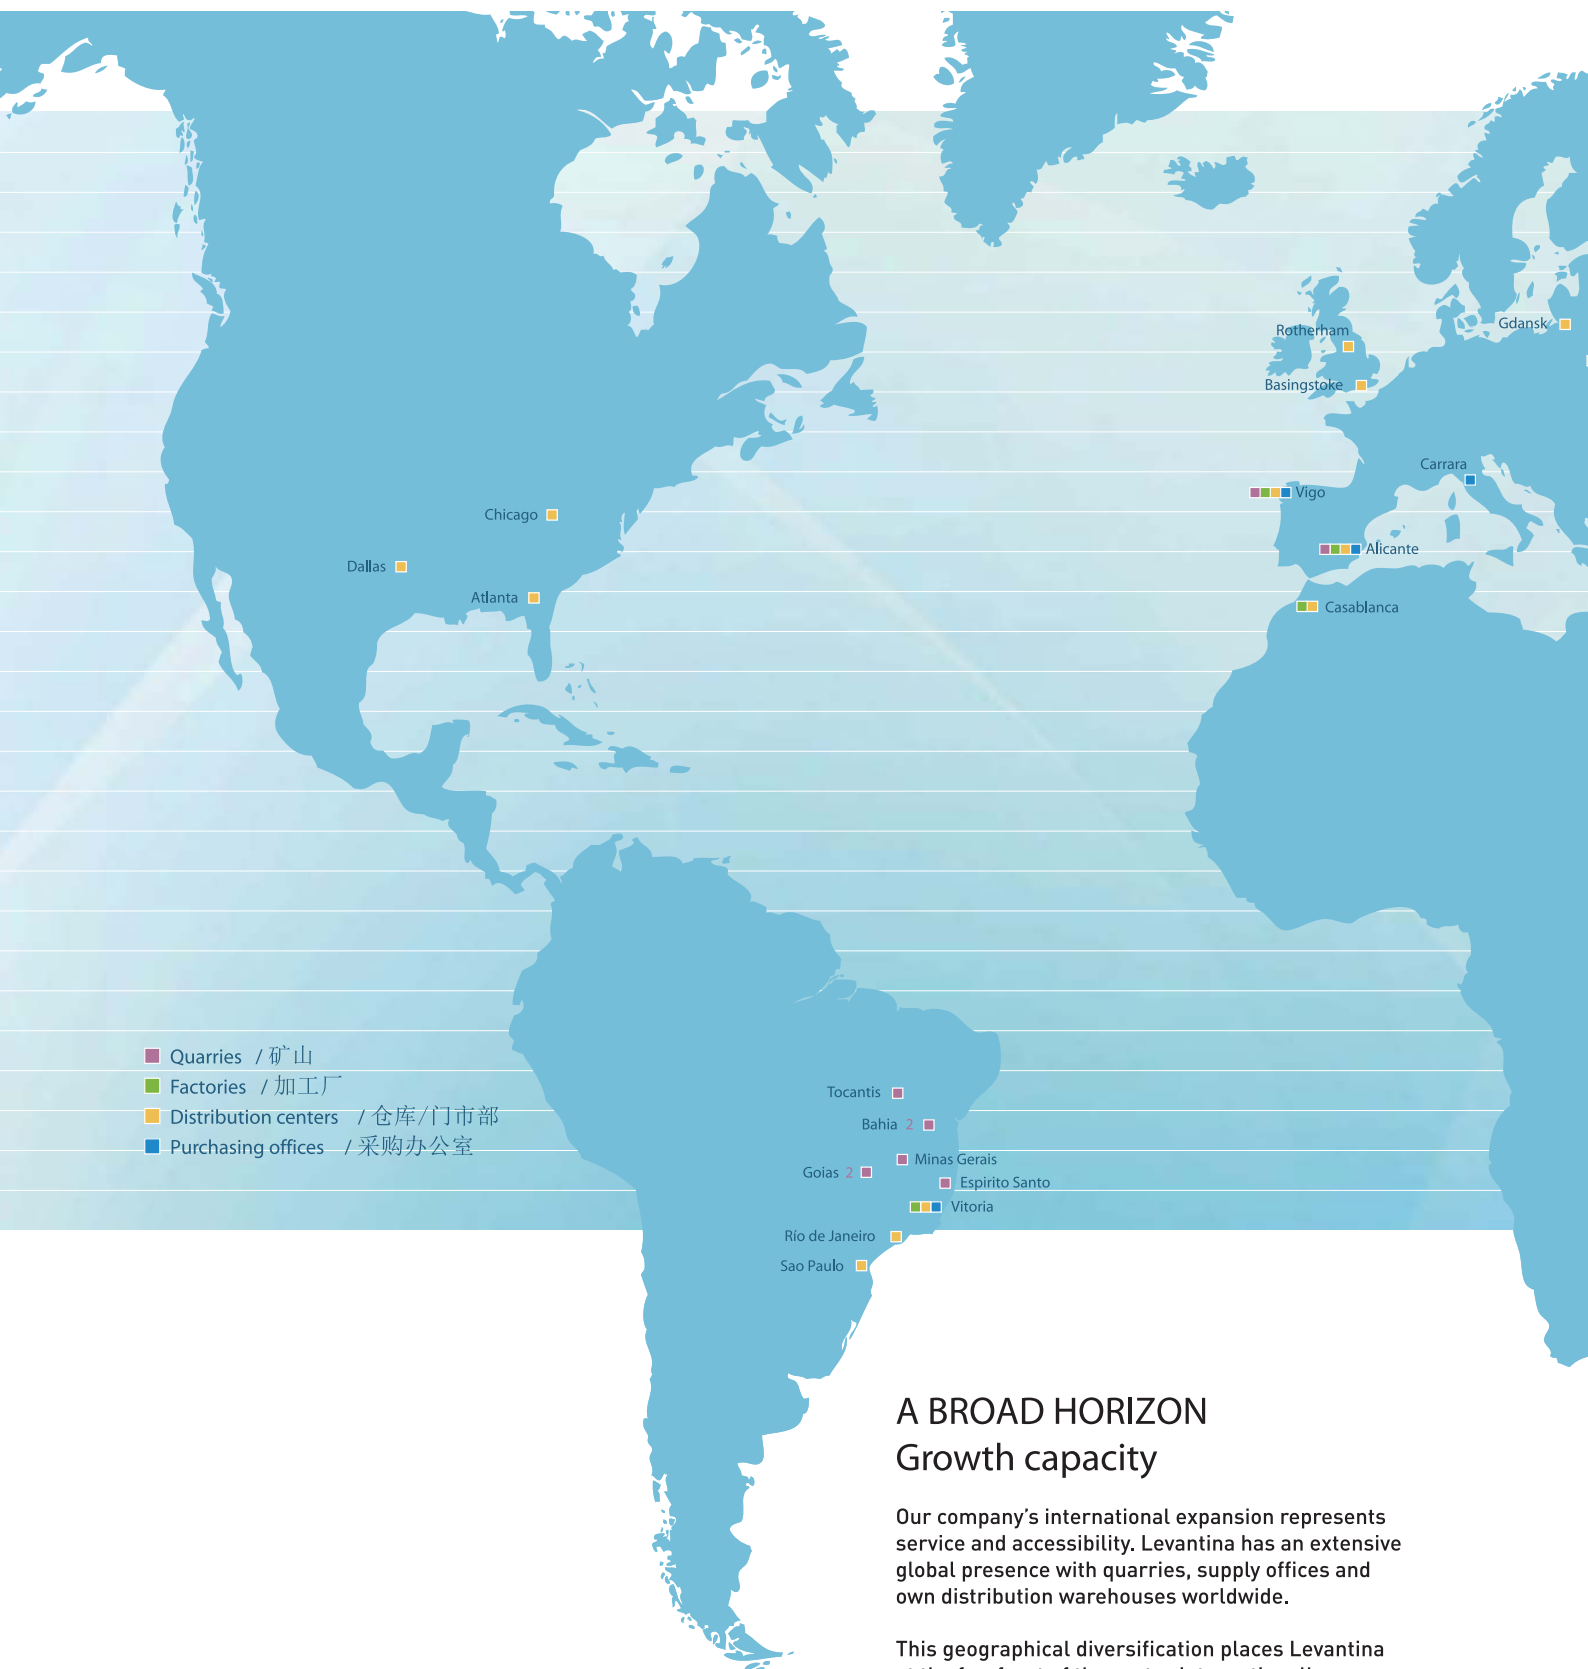 Rotherham
Gdansk
Basingstoke
Carrara
Vigo
Chicago
Alicante
Dallas
Atlanta
Casablanca
Quarries / 矿山
Factories / 加工厂
Distribution centers / 仓库/门市部
Purchasing offices / 采购办公室
Tocantis
Bahia 2
Minas Gerais
Goias 2
Espirito Santo
Vitoria
Río de Janeiro
Sao Paulo
A BROAD HORIZON
Growth capacity
Our company's international expansion represents
service and accessibility. Levantina has an extensive
global presence with quarries, supply offices and
own distribution warehouses worldwide.
This geographical diversification places Levantina